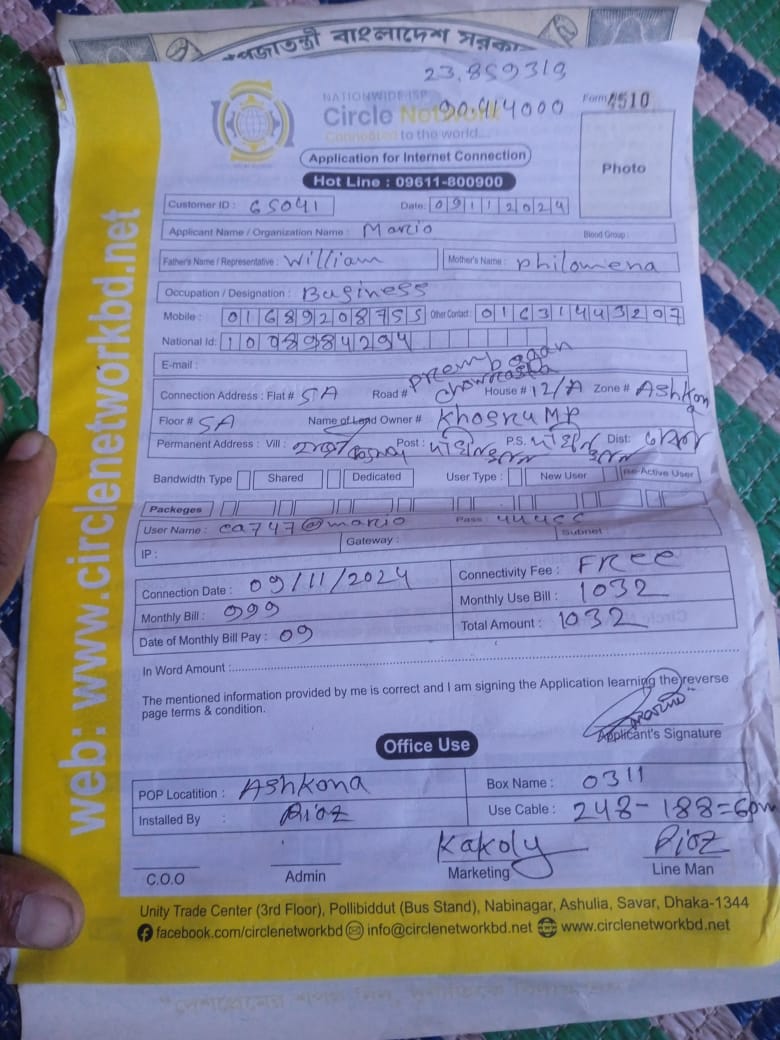 গণপ্রজাতন্ত্রী বাংলাদেশ সরকার
23.859319
90.414000
NATIONWIDE ISP
Circle Network
Connected to the world...
Form 4510
Photo
Application for Internet Connection
Hot Line : 09611-800900
Customer ID : 65041 Date: 09112024
Applicant Name / Organization Name : Mario Blood Group :
Father's Name / Representative : William Mother's Name : Philomena
Occupation / Designation : Business
Mobile : 01689208755 Other Contact : 01631443207
National Id: 1008984294
E-mail :
Connection Address : Flat # 5A Road # Prembagan Chowrasta House # 12/A Zone # Ashkona
Floor # 5A Name of Land Owner # Khosru MP
Permanent Address : Vill : Post : P.S. Dist:
Bandwidth Type Shared Dedicated User Type : New User Re-Active User
Packeges
User Name : ca747@mario Pass : Subnet :
IP : Gateway :
Connection Date : 09/11/2024 Connectivity Fee : FREE
Monthly Bill : 999 Monthly Use Bill : 1032
Date of Monthly Bill Pay : 09 Total Amount : 1032
In Word Amount :
The mentioned information provided by me is correct and I am signing the Application learning the reverse
page terms & condition.
Applicant's Signature
Office Use
POP Locatition : Ashkona Box Name : 0311
Installed By : Rioz Use Cable : 248-188=60m
Kakoly Rioz
C.O.O Admin Marketing Line Man
Unity Trade Center (3rd Floor), Pollibiddut (Bus Stand), Nabinagar, Ashulia, Savar, Dhaka-1344
facebook.com/circlenetworkbd info@circlenetworkbd.net www.circlenetworkbd.net
web: www.circlenetworkbd.net